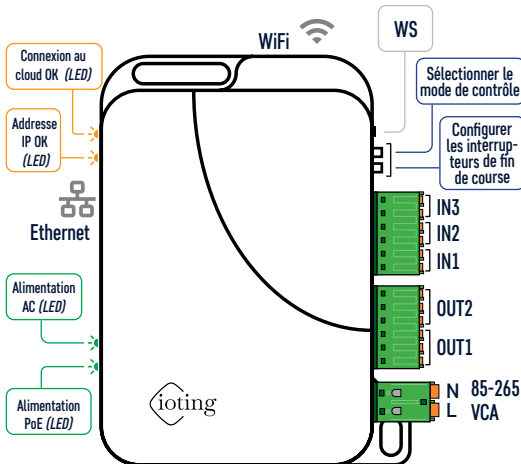 WiFi
WS
Connexion au
cloud OK (LED)
Addresse
IP OK
(LED)
Ethernet
Alimentation
AC (LED)
Alimentation
PoE (LED)
ioting
Sélectionner le
mode de contrôle
Configurer
les interrup-
teurs de fin
de course
IN3
IN2
IN1
OUT2
OUT1
N 85-265
L VCA